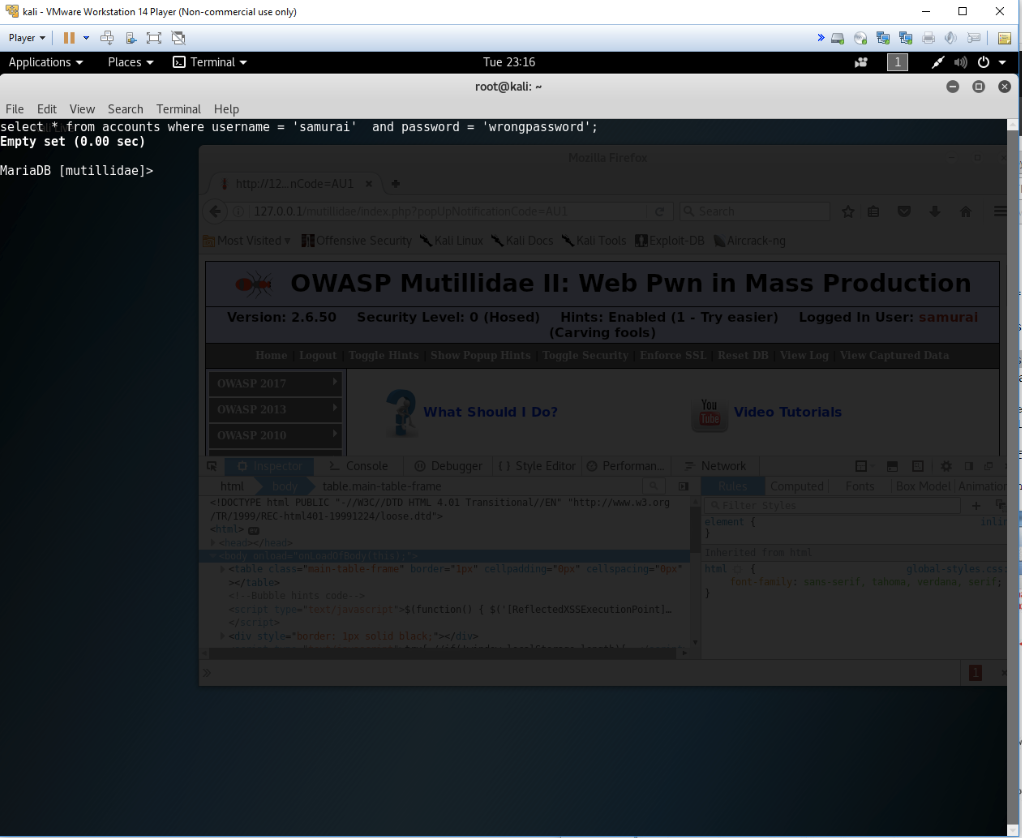 kali - VMware Workstation 14 Player (Non-commercial use only)
Player
Applications Places Terminal Tue 23:16 1
root@kali: ~
File Edit View Search Terminal Help
select * from accounts where username = 'samurai'  and password = 'wrongpassword';
Empty set (0.00 sec)
MariaDB [mutillidae]>
Mozilla Firefox
http://12...nCode=AU1
127.0.0.1/mutillidae/index.php?popUpNotificationCode=AU1 Search
Most Visited Offensive Security Kali Linux Kali Docs Kali Tools Exploit-DB Aircrack-ng
OWASP Mutillidae II: Web Pwn in Mass Production
Version: 2.6.50 Security Level: 0 (Hosed) Hints: Enabled (1 - Try easier) Logged In User: samurai
(Carving fools)
Home | Logout | Toggle Hints | Show Popup Hints | Toggle Security | Enforce SSL | Reset DB | View Log | View Captured Data
OWASP 2017
OWASP 2013
OWASP 2010
What Should I Do?
You Tube Video Tutorials
Inspector Console Debugger { } Style Editor Performan... Network
html body table.main-table-frame Rules Computed Fonts Box Model Animation
<!DOCTYPE html PUBLIC "-//W3C//DTD HTML 4.01 Transitional//EN" "http://www.w3.org
/TR/1999/REC-html401-19991224/loose.dtd">
<html>
<head></head>
<body onload="onLoadOfBody(this);">
<table class="main-table-frame" border="1px" cellpadding="0px" cellspacing="0px"
></table>
<!--Bubble hints code-->
<script type="text/javascript">$(function() { $('[ReflectedXSSExecutionPoint]…
</script>
<div style="border: 1px solid black;"></div>
Filter Styles
element { inlin
}
Inherited from html
html { global-styles.css:
font-family: sans-serif, tahoma, verdana, serif;
}
1